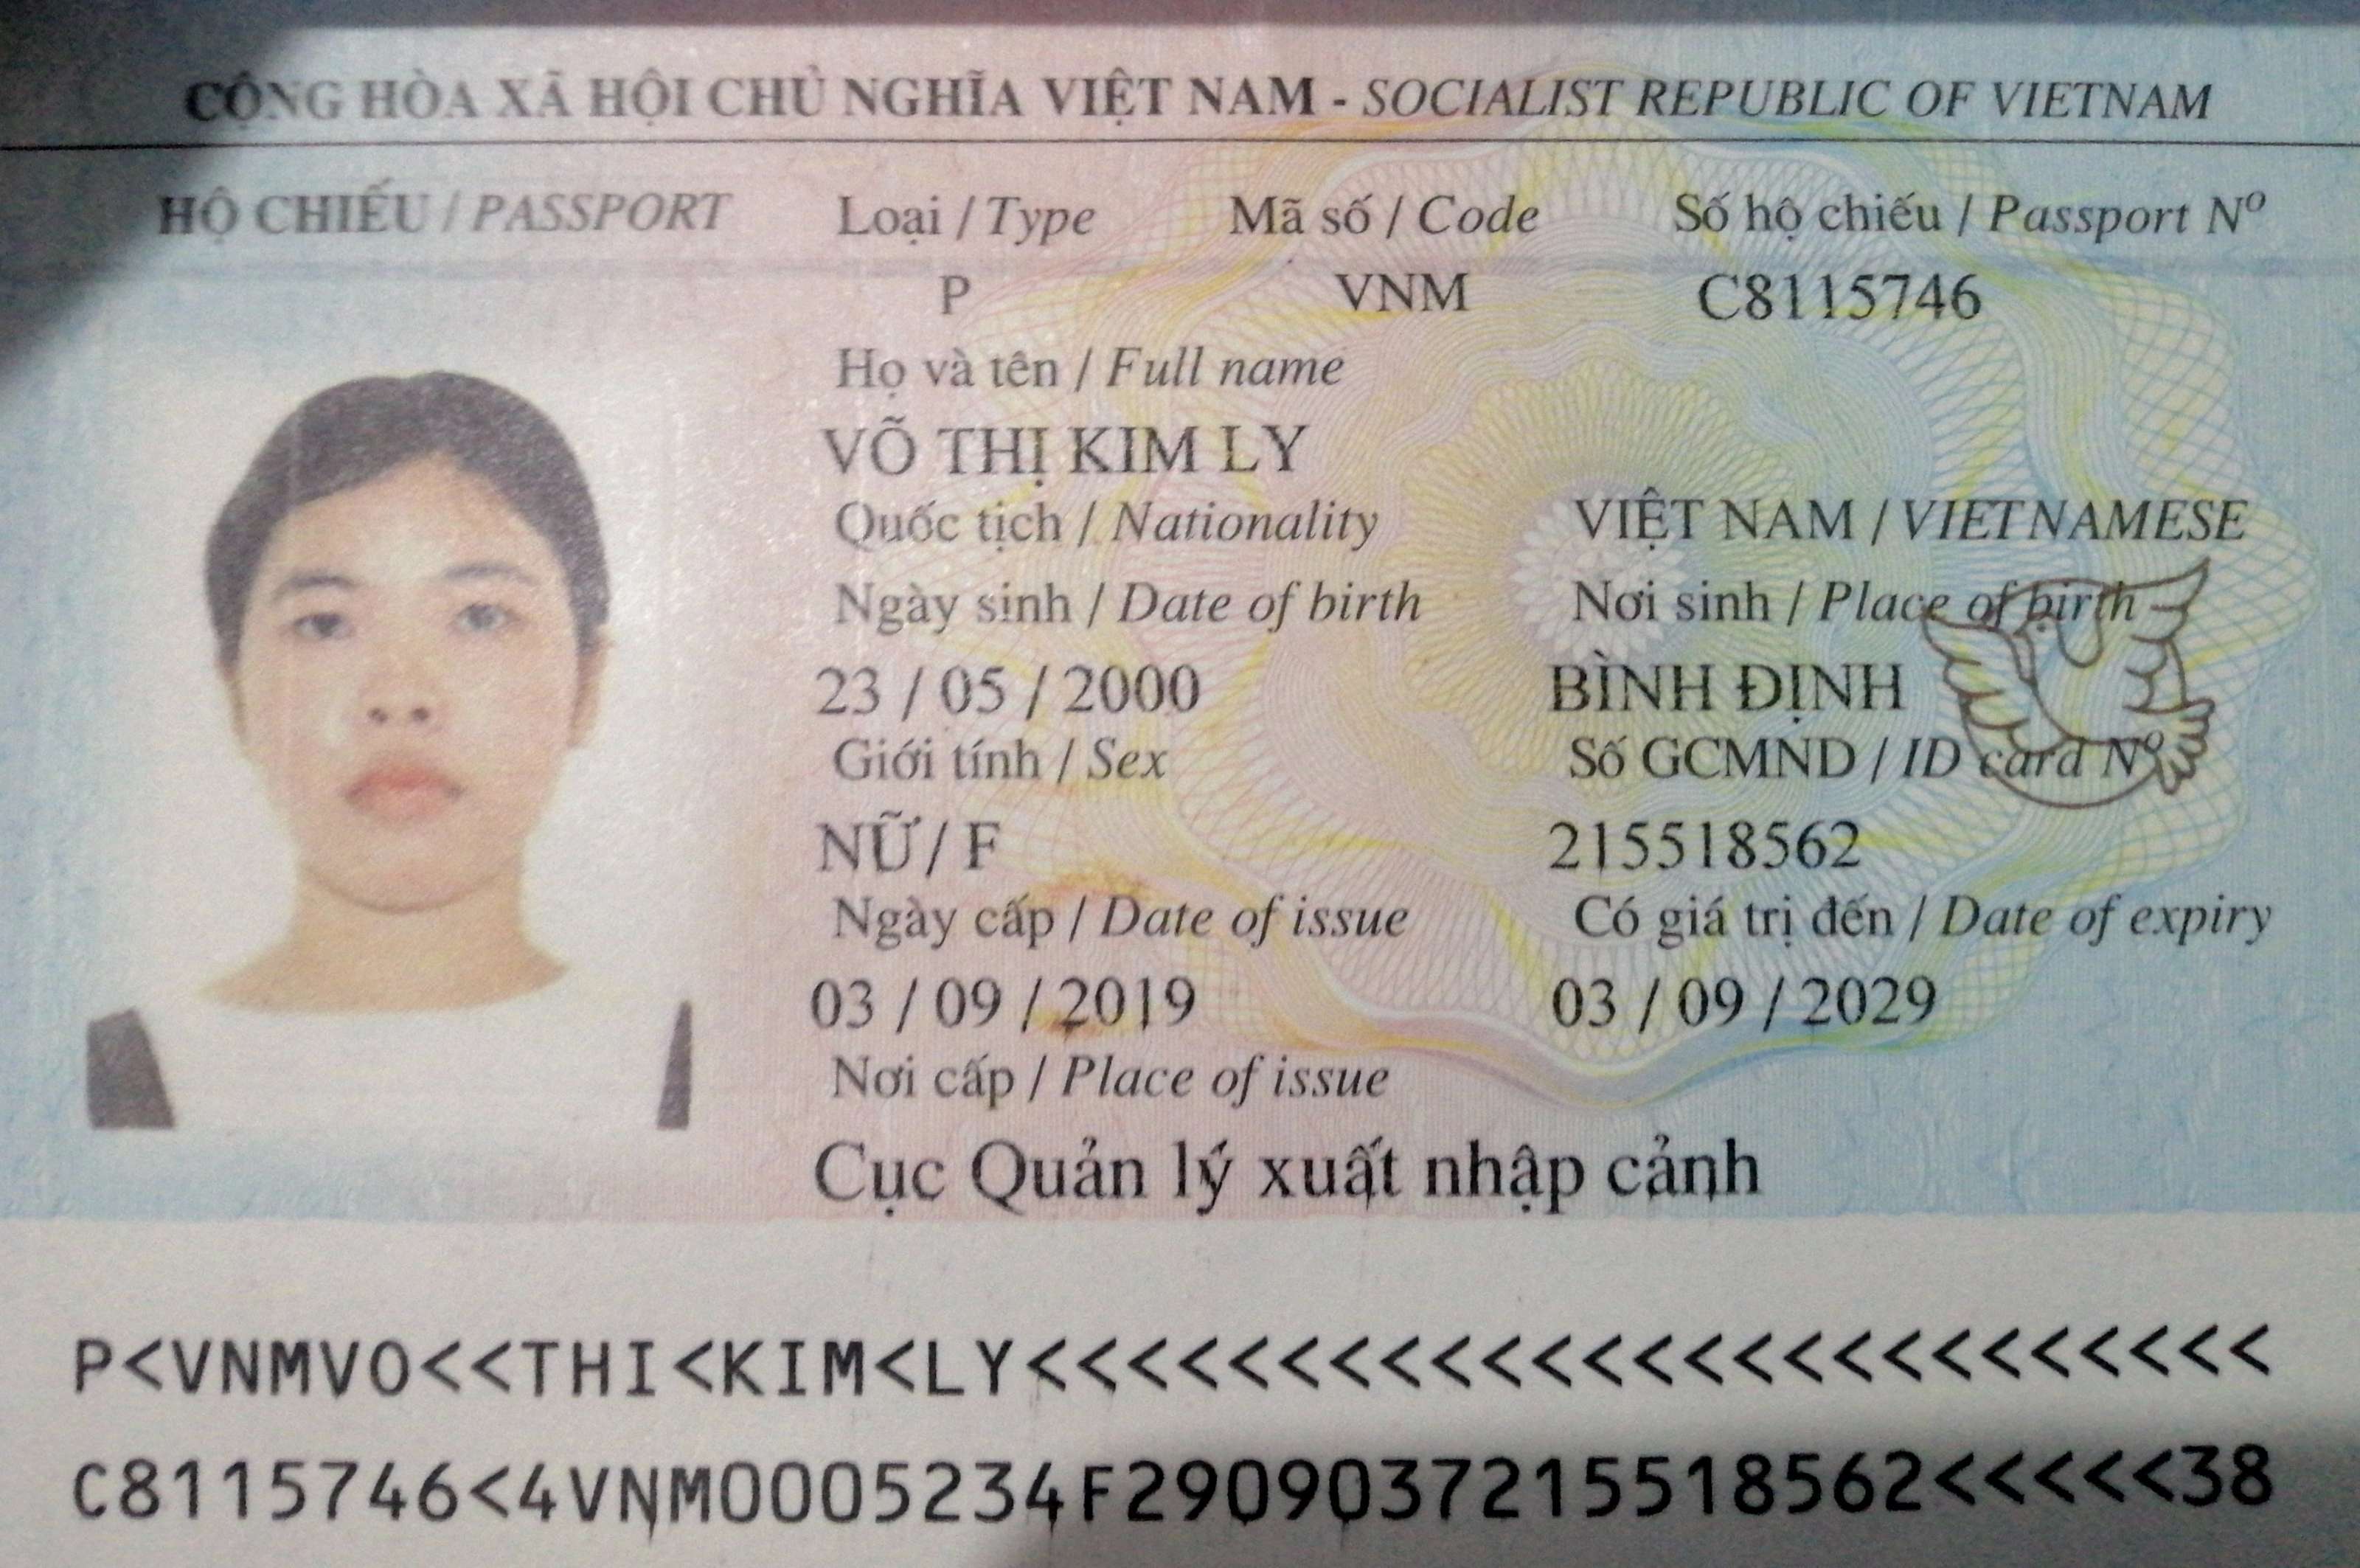 CỘNG HÒA XÃ HỘI CHỦ NGHĨA VIỆT NAM - SOCIALIST REPUBLIC OF VIETNAM
HỘ CHIẾU / PASSPORT Loại / Type Mã số / Code Số hộ chiếu / Passport Nº
P VNM C8115746
Họ và tên / Full name
VÕ THỊ KIM LY
Quốc tịch / Nationality VIỆT NAM / VIETNAMESE
Ngày sinh / Date of birth Nơi sinh / Place of birth
23 / 05 / 2000 BÌNH ĐỊNH
Giới tính / Sex Số GCMND / ID card Nº
NỮ / F 215518562
Ngày cấp / Date of issue Có giá trị đến / Date of expiry
03 / 09 / 2019 03 / 09 / 2029
Nơi cấp / Place of issue
Cục Quản lý xuất nhập cảnh
P<VNMVO<<THI<KIM<LY<<<<<<<<<<<<<<<<<<<<<<<<<
C8115746<4VNM0005234F2909037215518562<<<<<38